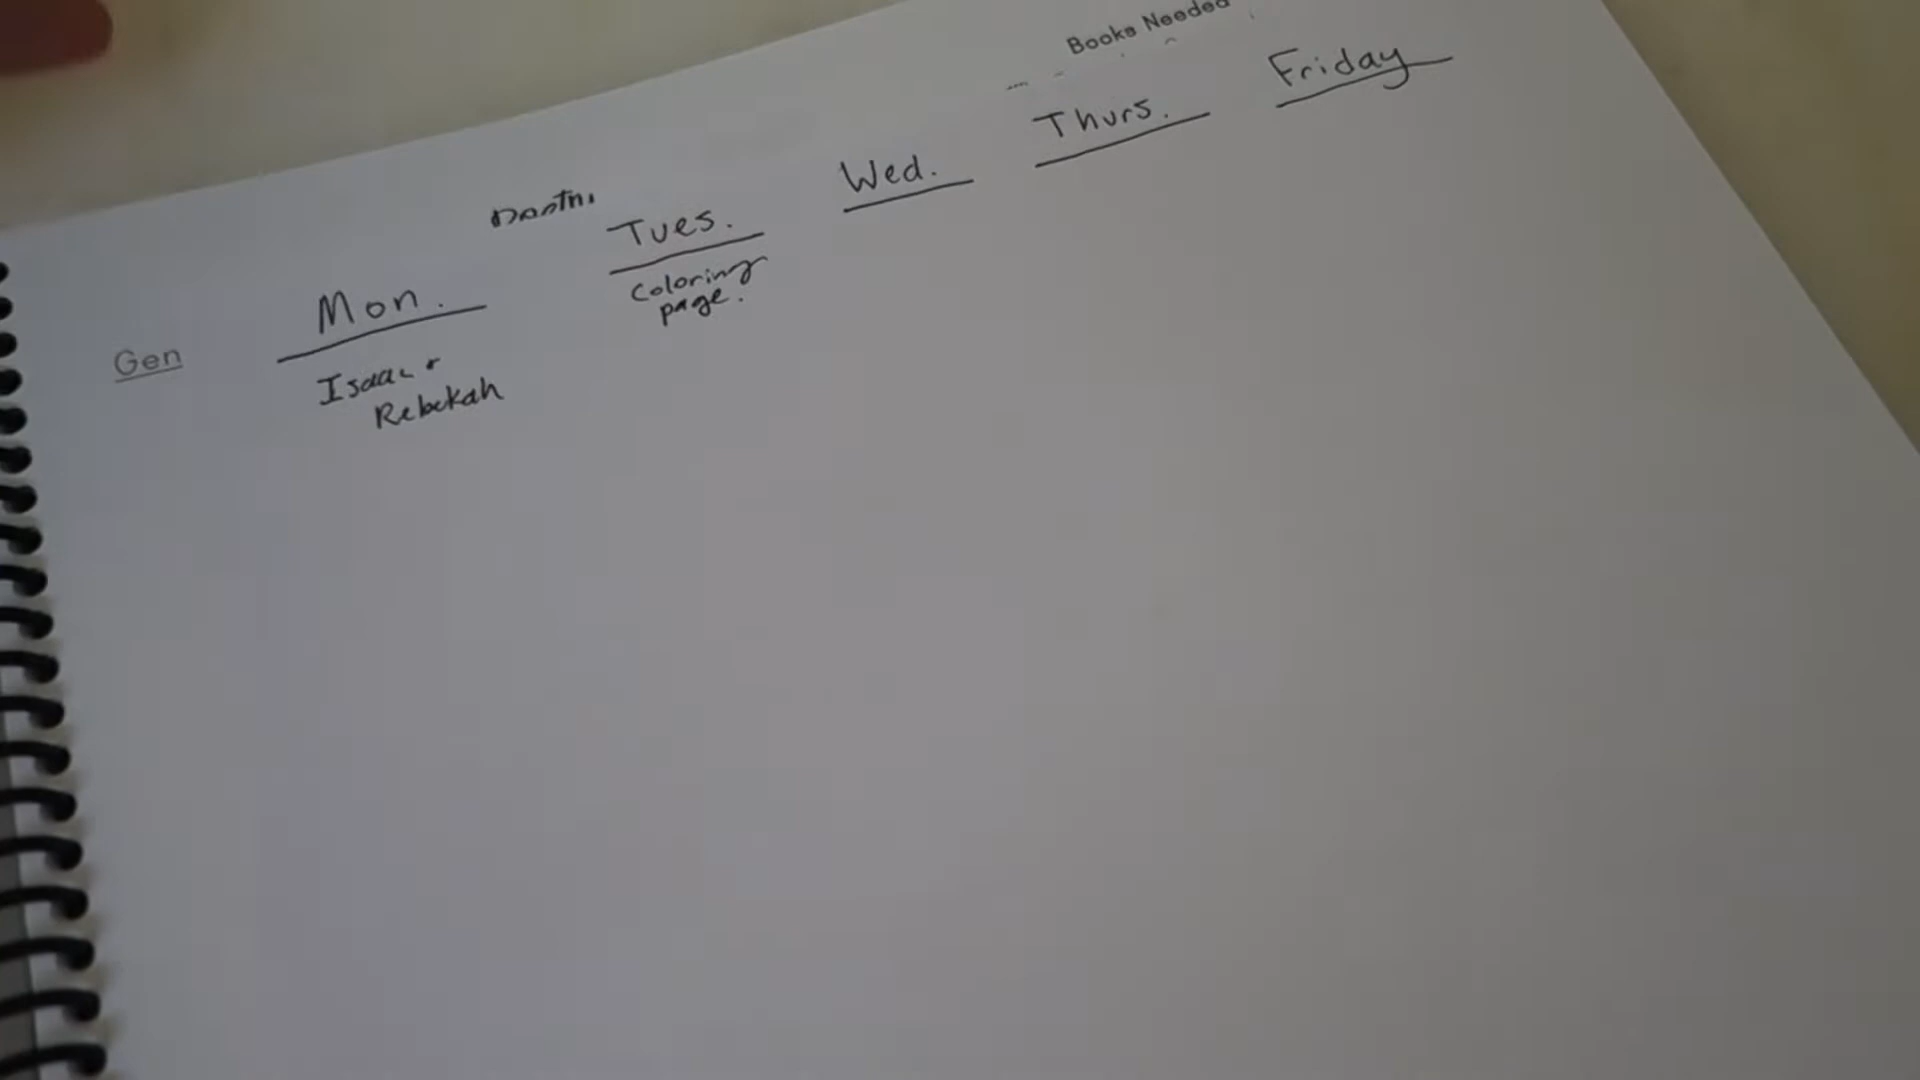 Books Needed
Friday
Thurs.
Wed.
Tues.
Mon.
Gen
coloring
page.
Isaac +
Rebekah